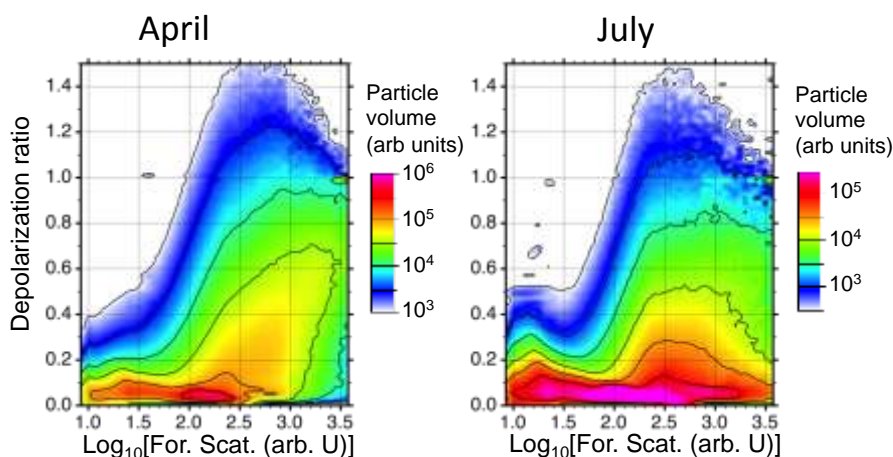 April
July
Depolarization ratio
1.4
1.2
1.0
0.8
0.6
0.4
0.2
0.0
1.0 1.5 2.0 2.5 3.0 3.5
Log10[For. Scat. (arb. U)]
Particle
volume
(arb units)
10^6
10^5
10^4
10^3
1.4
1.2
1.0
0.8
0.6
0.4
0.2
0.0
1.0 1.5 2.0 2.5 3.0 3.5
Log10[For. Scat. (arb. U)]
Particle
volume
(arb units)
10^5
10^4
10^3